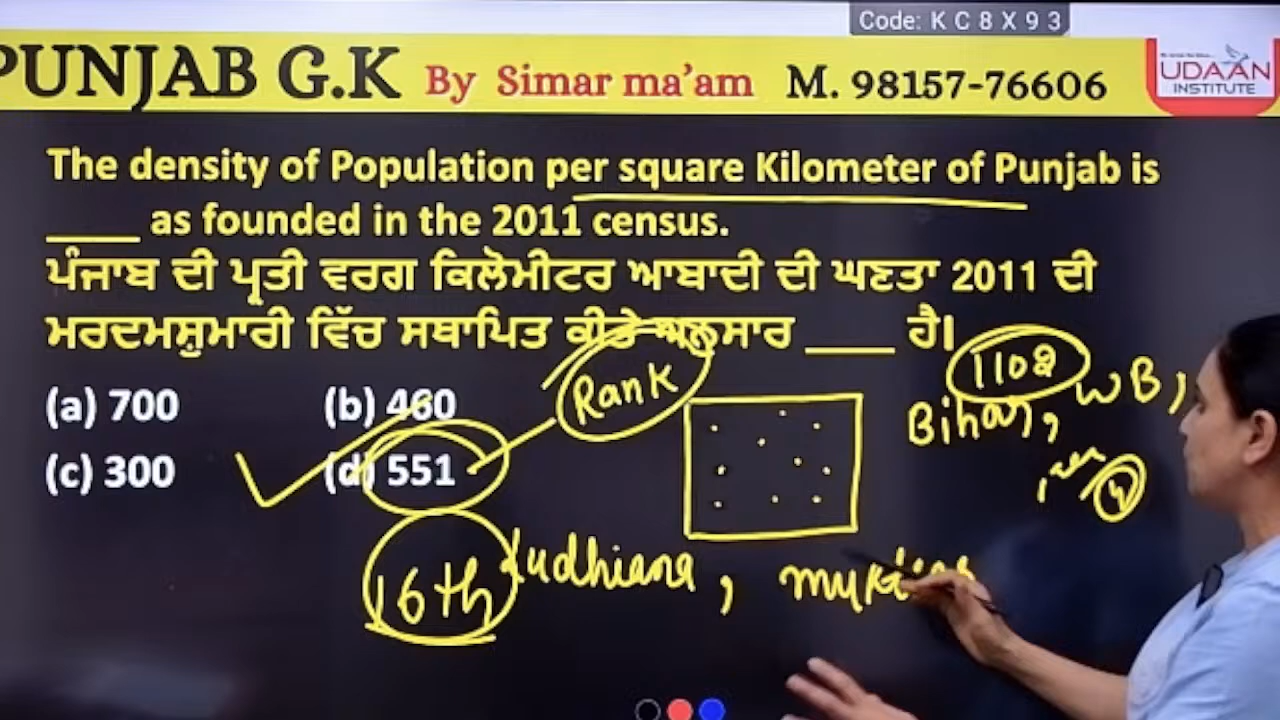 Code: K C 8 X 9 3
PUNJAB G.K By Simar ma’am M. 98157-76606
UDAAN
INSTITUTE
The density of Population per square Kilometer of Punjab is
____ as founded in the 2011 census.
ਪੰਜਾਬ ਦੀ ਪ੍ਰਤੀ ਵਰਗ ਕਿਲੋਮੀਟਰ ਆਬਾਦੀ ਦੀ ਘਣਤਾ 2011 ਦੀ
ਮਰਦਮਸ਼ੁਮਾਰੀ ਵਿੱਚ ਸਥਾਪਿਤ ਕੀਤੇ ਅਨੁਸਾਰ ____ ਹੈ।
1102
Rank
Bihar, WB,
(a) 700 (b) 460
(c) 300 (d) 551
16th Ludhiana,